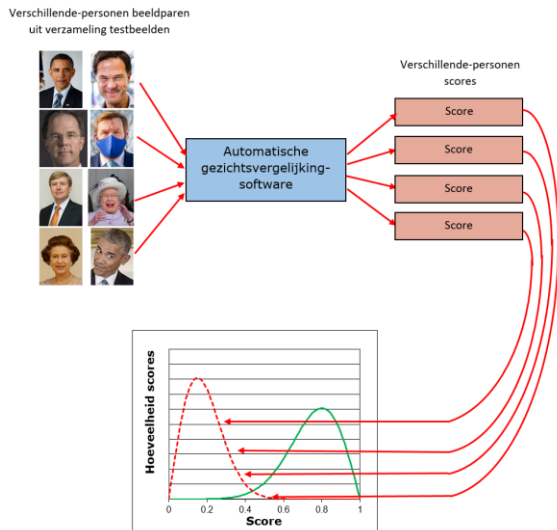 Verschillende-personen beeldparen
uit verzameling testbeelden
Verschillende-personen
scores
Automatische
gezichtsvergelijking-
software
Score
Score
Score
Score
Hoeveelheid scores
0
0.2
0.4
0.6
0.8
1
Score